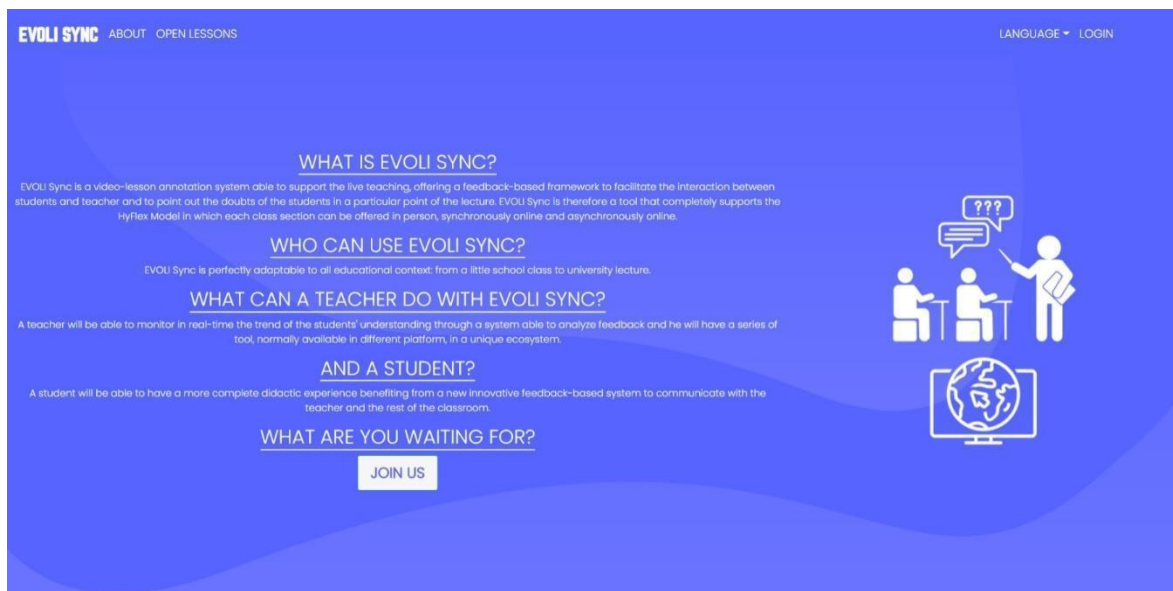 EVOLI SYNC ABOUT OPEN LESSONS LANGUAGE LOGIN
WHAT IS EVOLI SYNC?
EVOLI Sync is a video-lesson annotation system able to support the live teaching, offering a feedback-based framework to facilitate the interaction between
students and teacher and to point out the doubts of the students in a particular point of the lecture. EVOLI Sync is therefore a tool that completely supports the
HyFlex Model in which each class section can be offered in person, synchronously online and asynchronously online.
WHO CAN USE EVOLI SYNC?
EVOLI Sync is perfectly adaptable to all educational context: from a little school class to university lecture.
WHAT CAN A TEACHER DO WITH EVOLI SYNC?
A teacher will be able to monitor in real-time the trend of the students' understanding through a system able to analyze feedback and he will have a series of
tool, normally available in different platform, in a unique ecosystem.
AND A STUDENT?
A student will be able to have a more complete didactic experience benefiting from a new innovative feedback-based system to communicate with the
teacher and the rest of the classroom.
WHAT ARE YOU WAITING FOR?
JOIN US
???